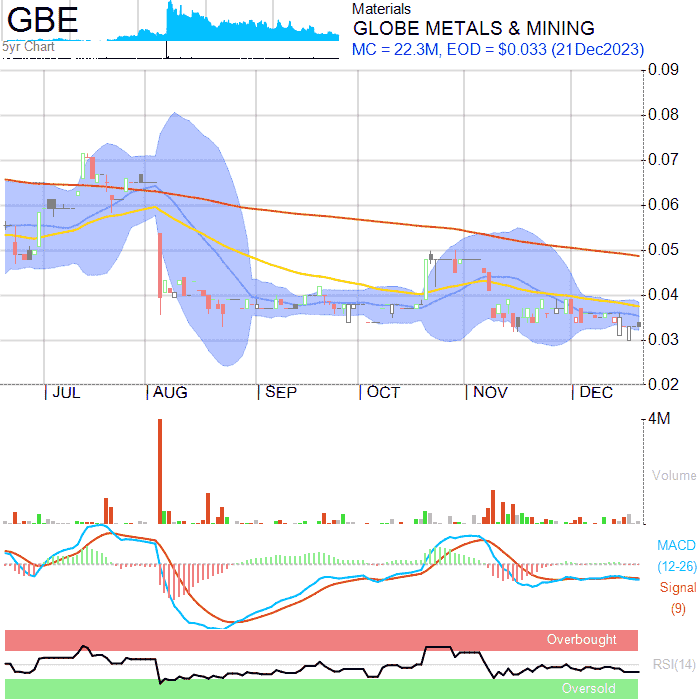 GBE
5yr Chart
Materials
GLOBE METALS & MINING
MC = 22.3M, EOD = $0.033 (21Dec2023)
0.09
0.08
0.07
0.06
0.05
0.04
0.03
0.02
JUL AUG SEP OCT NOV DEC
4M
Volume
MACD
(12-26)
Signal
(9)
Overbought
RSI(14)
Oversold